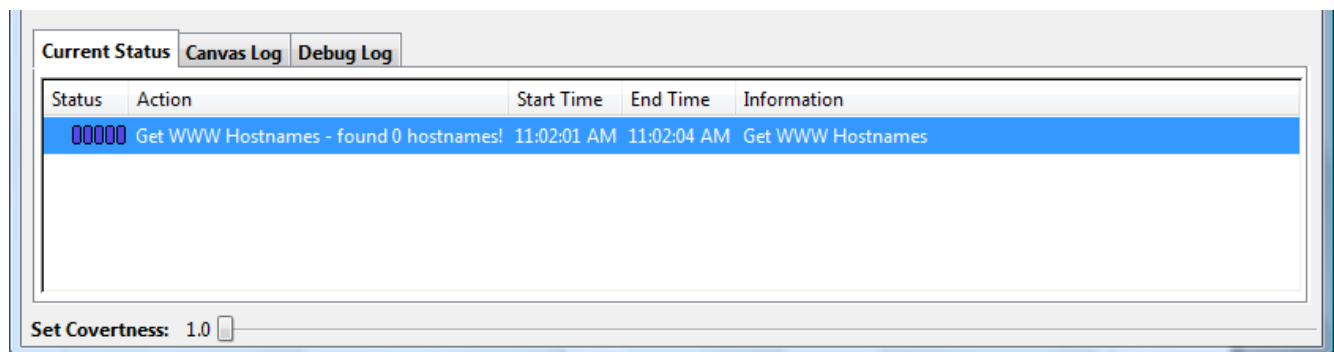 Current Status Canvas Log Debug Log
Status Action Start Time End Time Information
Get WWW Hostnames - found 0 hostnames! 11:02:01 AM 11:02:04 AM Get WWW Hostnames
Set Covertness: 1.0